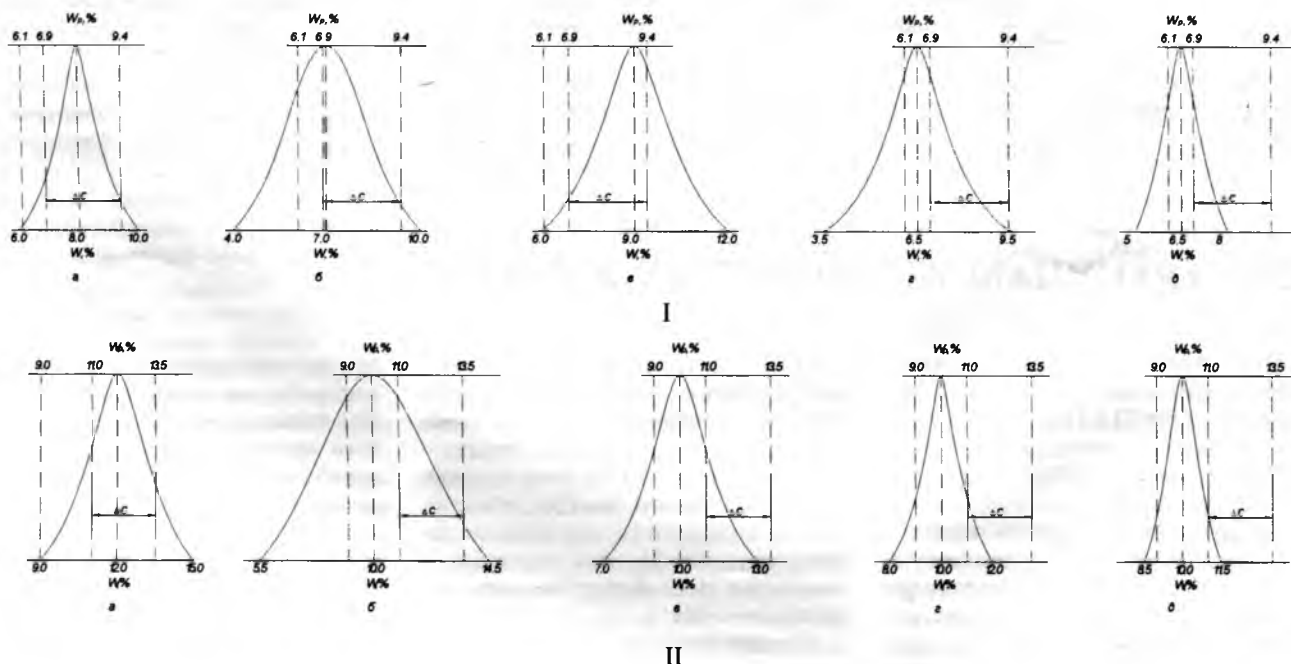 Wp, %
6.1 6.9 9.4
ΔC
6.0 8.0 10.0
W, %
а
Wp, %
6.1 6.9 9.4
ΔC
4.0 7.0 10.0
W, %
б
Wp, %
6.1 6.9 9.4
ΔC
6.0 9.0 12.0
W, %
в
Wp, %
6.1 6.9 9.4
ΔC
3.5 6.5 9.5
W, %
г
Wp, %
6.1 6.9 9.4
ΔC
5 6.5 8
W, %
д
I
9.0 11.0 13.5
ΔC
9.0 12.0 15.0
W%
а
9.0 11.0 13.5
ΔC
5.5 10.0 14.5
W%
б
9.0 11.0 13.5
ΔC
7.0 10.0 13.0
W%
в
9.0 11.0 13.5
ΔC
8.0 10.0 12.0
W%
г
9.0 11.0 13.5
ΔC
8.5 10.0 11.5
W%
д
II